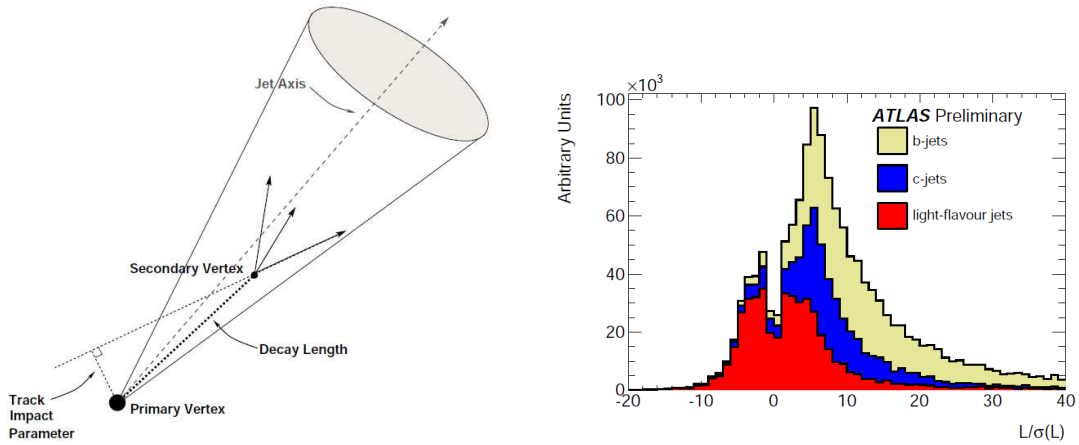 Jet Axis
Secondary Vertex
Decay Length
Track
Impact
Parameter
Primary Vertex
×10³
ATLAS Preliminary
b-jets
c-jets
light-flavour jets
Arbitrary Units
100
80
60
40
20
0
-20 -10 0 10 20 30 40
L/σ(L)